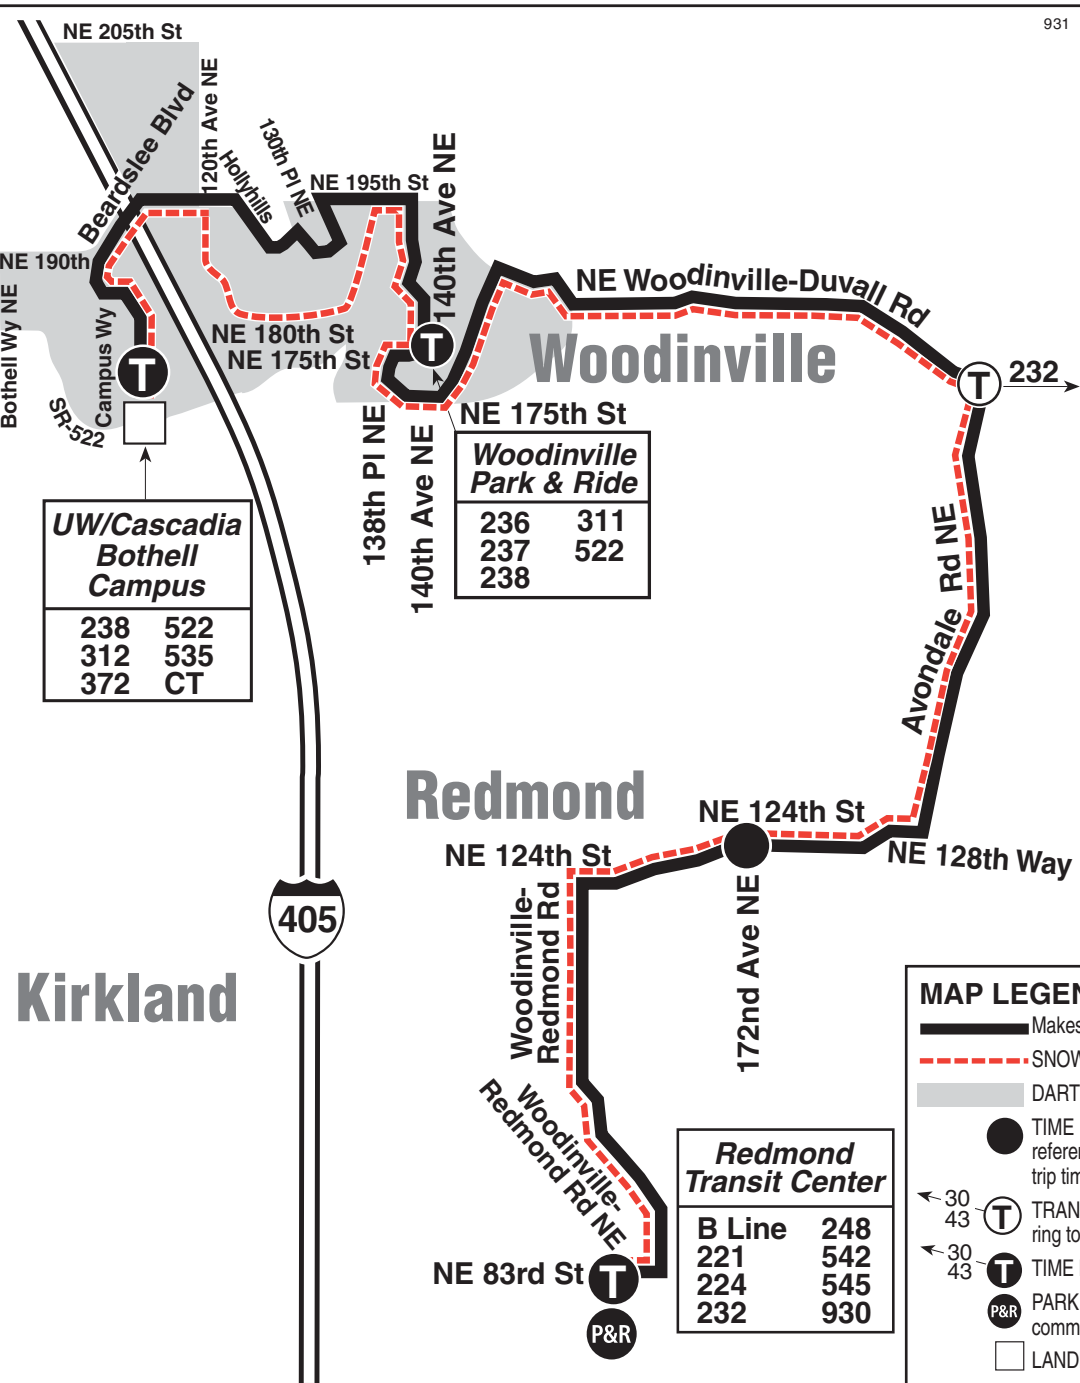 931
NE 205th St
Beardslee Blvd
120th Ave NE
Hollyhills
130th Pl NE
NE 195th St
140th Ave NE
NE 190th
Bothell Wy NE
Campus Wy
SR-522
NE 180th St
NE 175th St
T
T
NE Woodinville-Duvall Rd
Woodinville
T
232
NE 175th St
138th Pl NE
140th Ave NE
Woodinville
Park & Ride
236 311
237 522
238
UW/Cascadia
Bothell
Campus
238 522
312 535
372 CT
Avondale Rd NE
Redmond
NE 124th St
NE 124th St
NE 128th Way
172nd Ave NE
Woodinville-
Redmond Rd
405
Kirkland
Woodinville-
Redmond Rd NE
NE 83rd St
T
P&R
Redmond
Transit Center
B Line 248
221 542
224 545
232 930
MAP LEGEN
Makes
SNOW
DART
TIME
referen
trip tim
30
43
T
TRAN
ring to
30
43
T
TIME
P&R
PARK
comm
LAND